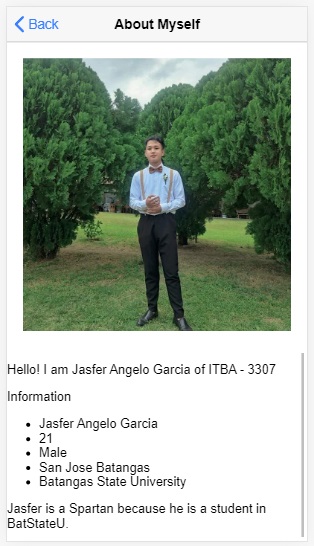 Back
About Myself
Hello! I am Jasfer Angelo Garcia of ITBA - 3307
Information
Jasfer Angelo Garcia
21
Male
San Jose Batangas
Batangas State University
Jasfer is a Spartan because he is a student in
BatStateU.